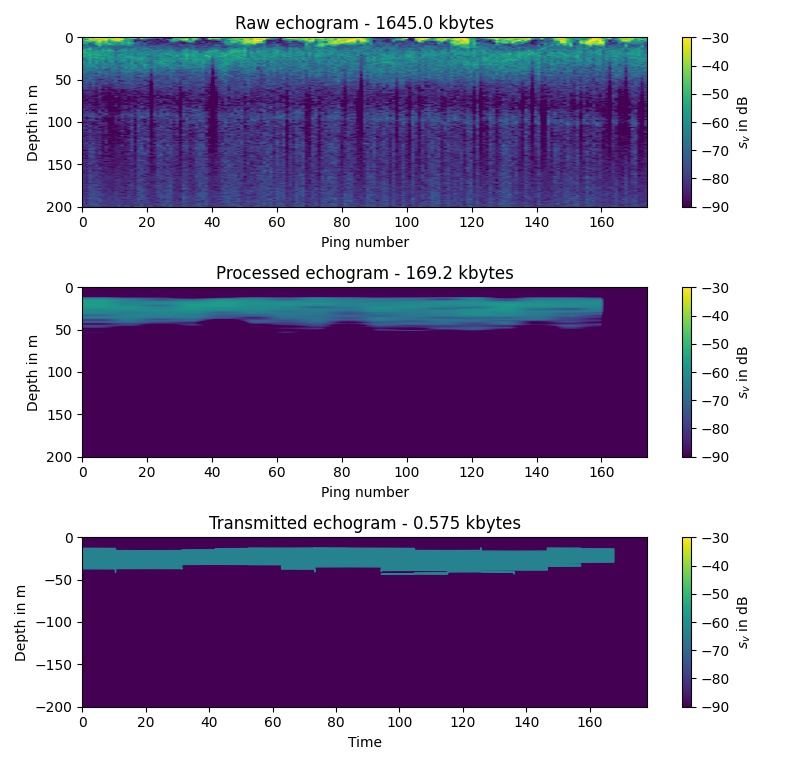 Raw echogram - 1645.0 kbytes
0
50
100
150
200
Depth in m
0 20 40 60 80 100 120 140 160
Ping number
−30
−40
−50
−60
−70
−80
−90
sv in dB
Processed echogram - 169.2 kbytes
0
50
100
150
200
Depth in m
0 20 40 60 80 100 120 140 160
Ping number
−30
−40
−50
−60
−70
−80
−90
sv in dB
Transmitted echogram - 0.575 kbytes
0
−50
−100
−150
−200
Depth in m
0 20 40 60 80 100 120 140 160
Time
−30
−40
−50
−60
−70
−80
−90
sv in dB